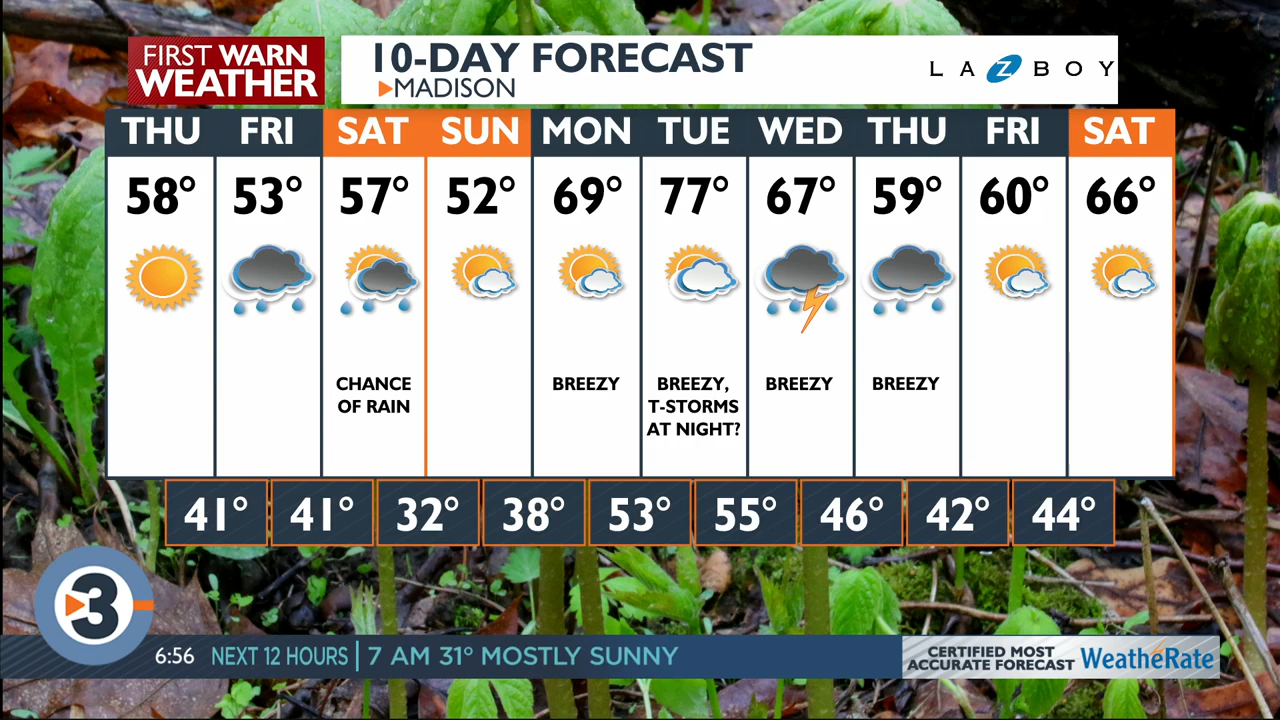 FIRST WARN
WEATHER
10-DAY FORECAST
MADISON
LA Z BOY
THU FRI SAT SUN MON TUE WED THU FRI SAT
58° 53° 57° 52° 69° 77° 67° 59° 60° 66°
CHANCE
OF RAIN
BREEZY
BREEZY,
T-STORMS
AT NIGHT?
BREEZY
BREEZY
41° 41° 32° 38° 53° 55° 46° 42° 44°
3
6:56 NEXT 12 HOURS 7 AM 31° MOSTLY SUNNY
CERTIFIED MOST
ACCURATE FORECAST
WeatheRate